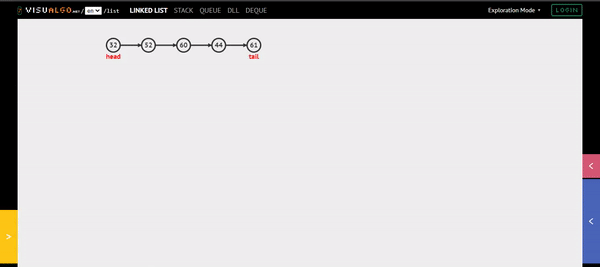 VISUALGO.net / en /list LINKED LIST STACK QUEUE DLL DEQUE Exploration Mode LOGIN
32 52 60 44 61
head tail